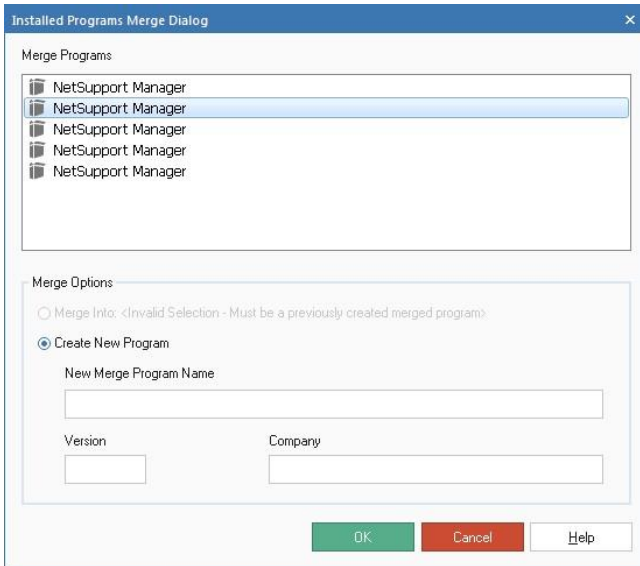 Installed Programs Merge Dialog
Merge Programs
NetSupport Manager
NetSupport Manager
NetSupport Manager
NetSupport Manager
NetSupport Manager
Merge Options
Merge Into: <Invalid Selection - Must be a previously created merged program>
Create New Program
New Merge Program Name
Version Company
OK Cancel Help